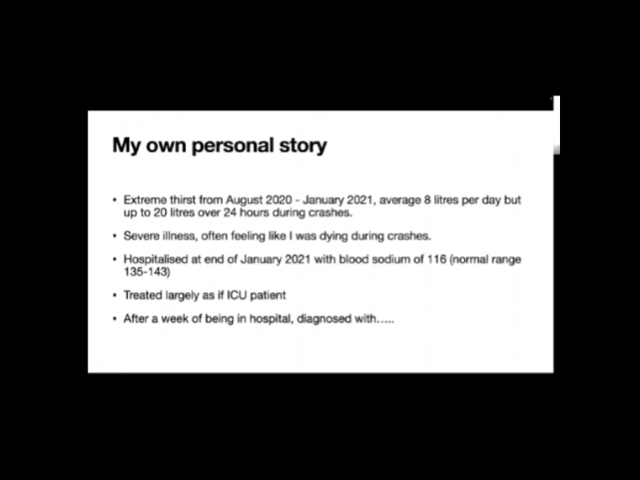 My own personal story
• Extreme thirst from August 2020 - January 2021, average 8 litres per day but
up to 20 litres over 24 hours during crashes.
• Severe illness, often feeling like I was dying during crashes.
• Hospitalised at end of January 2021 with blood sodium of 116 (normal range
135-143)
• Treated largely as if ICU patient
• After a week of being in hospital, diagnosed with.....